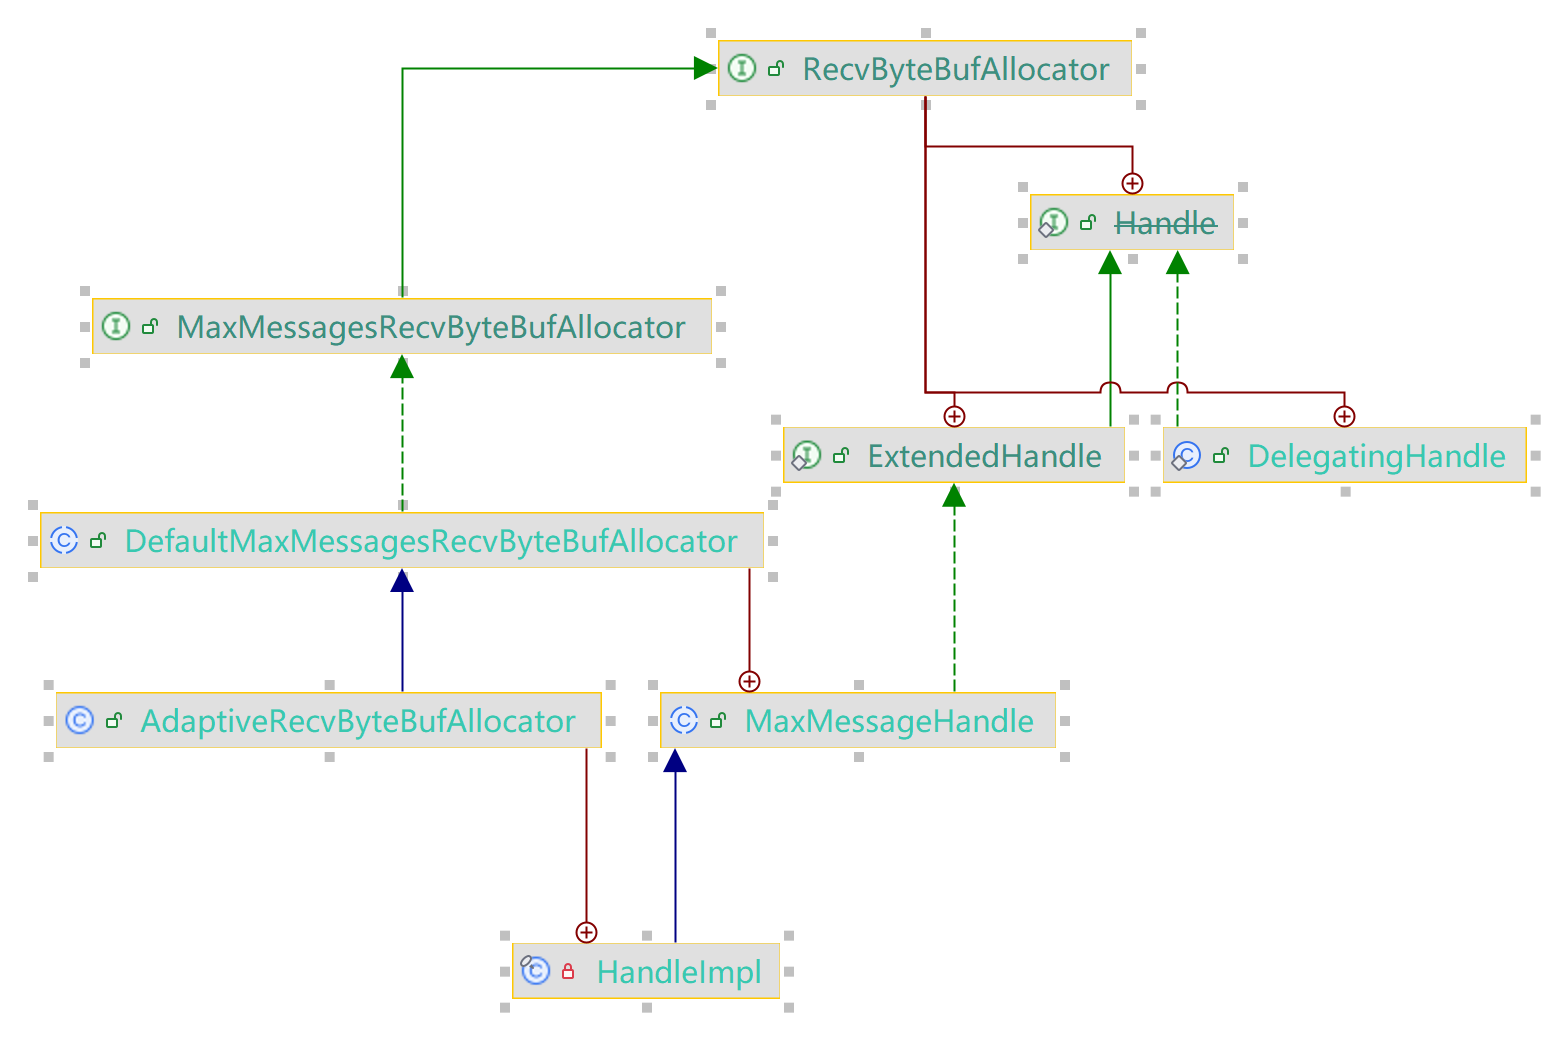 RecvByteBufAllocator
Handle
MaxMessagesRecvByteBufAllocator
ExtendedHandle
DelegatingHandle
DefaultMaxMessagesRecvByteBufAllocator
AdaptiveRecvByteBufAllocator
MaxMessageHandle
HandleImpl